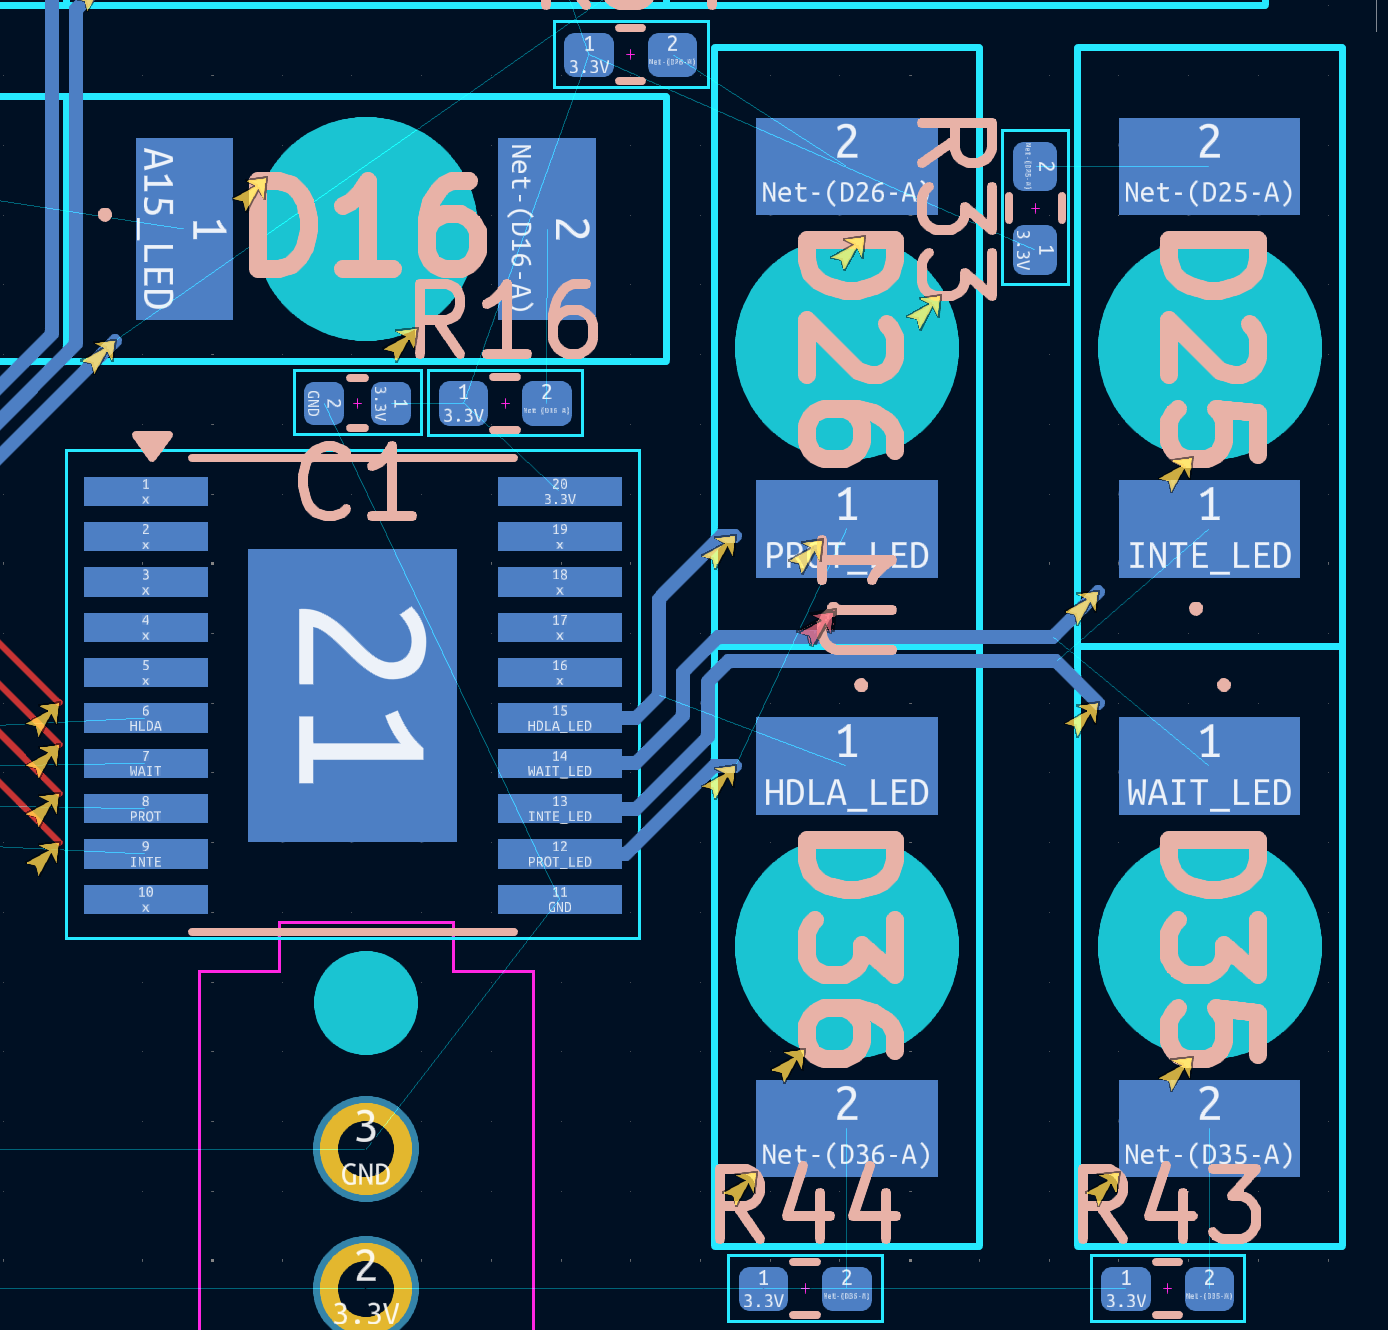 1
3.3V
2
Net-(D26-A)
A15_LED
1
D16
Net-(D16-A)
2
R16
2
Net-(D26-A)
R33
2
1
3.3V
2
Net-(D25-A)
D26
D25
GND
2
3.3V
1
1
3.3V
2
Net-(D16-A)
C1
1
PROT_LED
1
INTE_LED
1
x
2
x
3
x
4
x
5
x
6
HLDA
7
WAIT
8
PROT
9
INTE
10
x
21
20
3.3V
19
x
18
x
17
x
16
x
15
HDLA_LED
14
WAIT_LED
13
INTE_LED
12
PROT_LED
11
GND
1
HDLA_LED
1
WAIT_LED
D36
D35
2
Net-(D36-A)
2
Net-(D35-A)
R44
R43
3
GND
2
3.3V
1
3.3V
2
Net-(D36-A)
1
3.3V
2
Net-(D35-A)